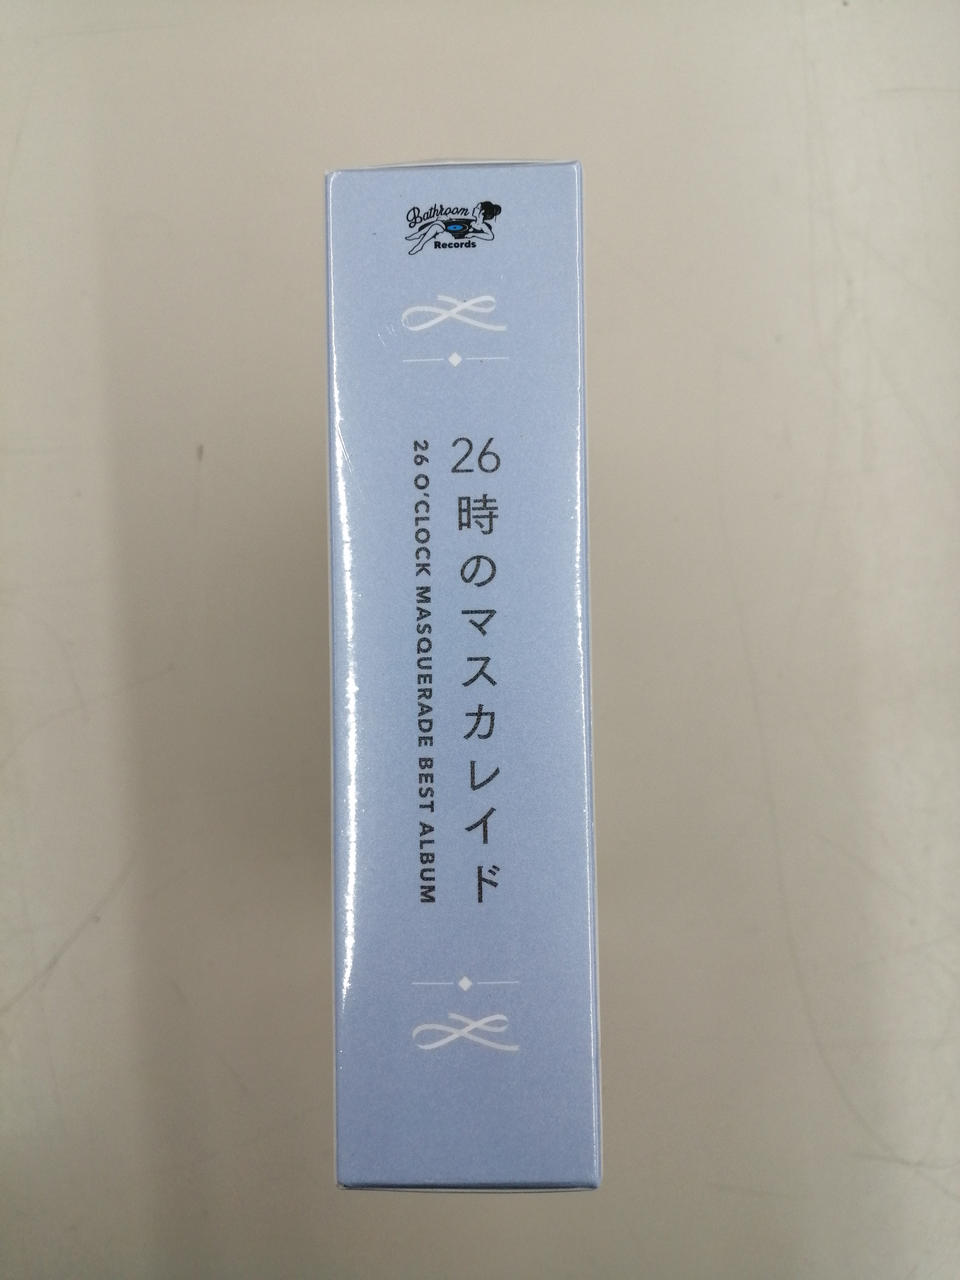 Bathroom
Records
26時のマスカレイド
26 O'CLOCK MASQUERADE BEST ALBUM